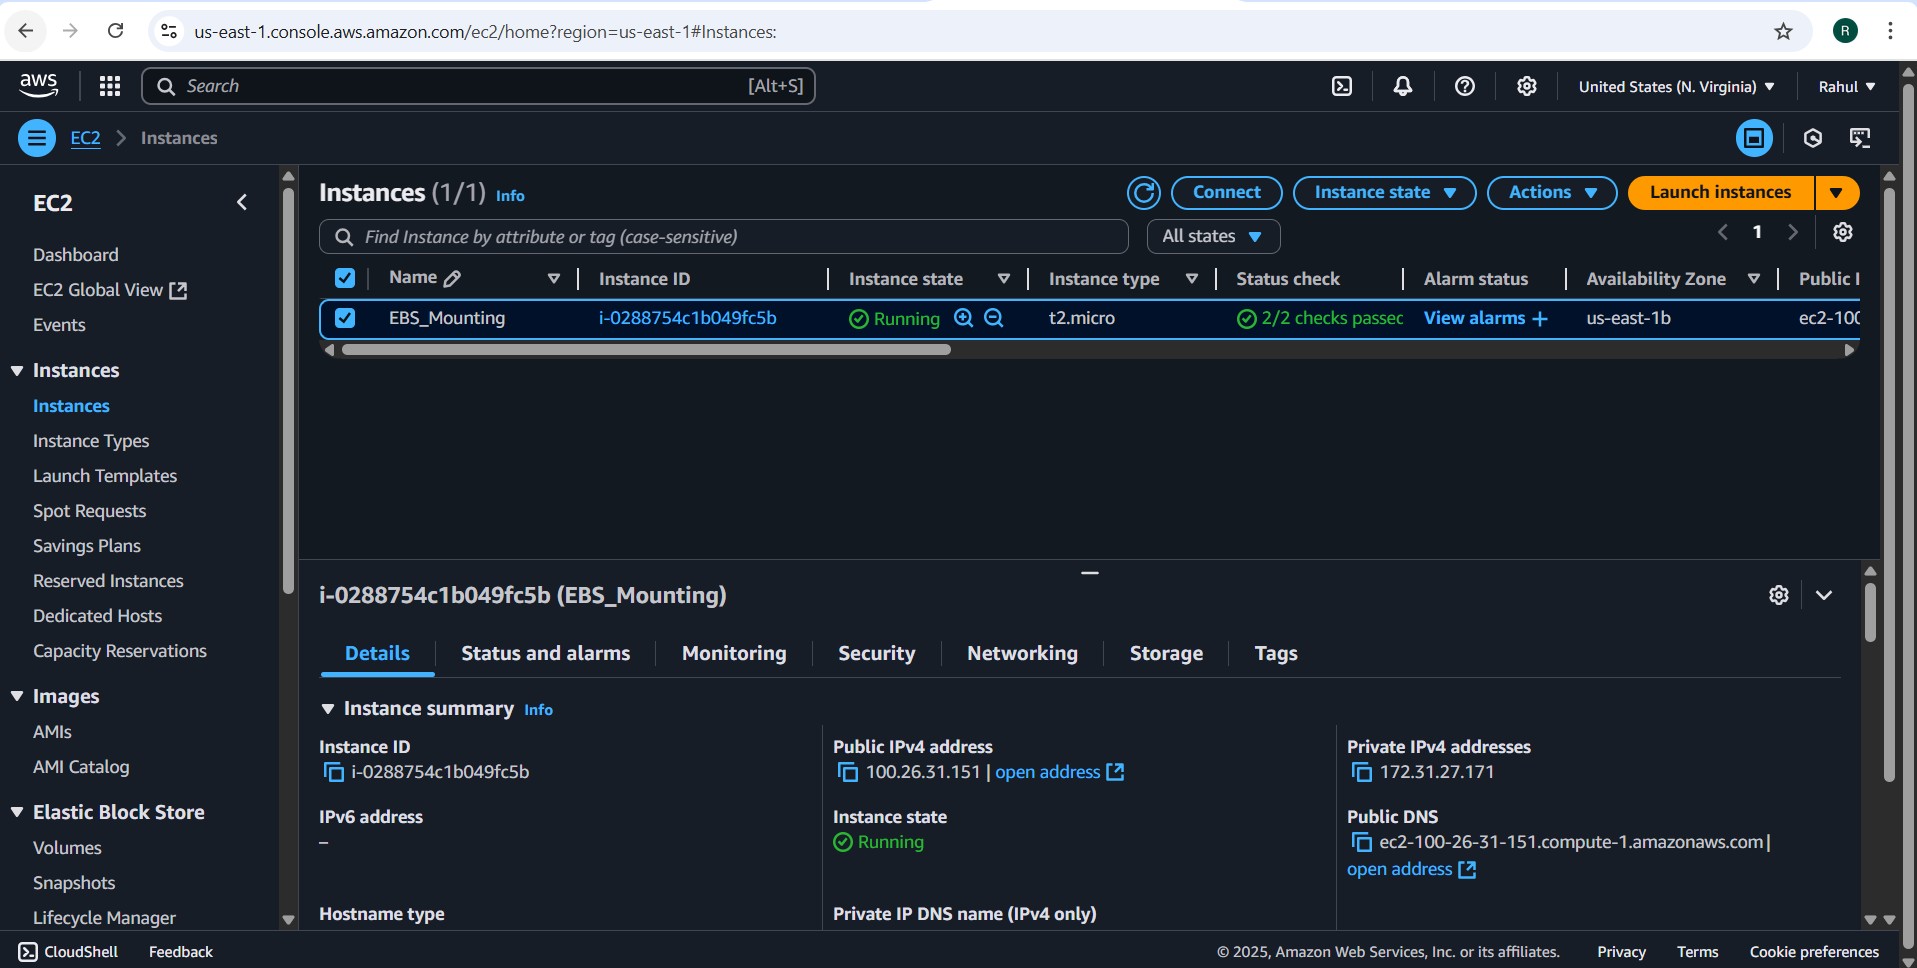 us-east-1.console.aws.amazon.com/ec2/home?region=us-east-1#Instances:
R
aws
Search
[Alt+S]
United States (N. Virginia)
Rahul
EC2
Instances
EC2
Dashboard
EC2 Global View
Events
Instances
Instances
Instance Types
Launch Templates
Spot Requests
Savings Plans
Reserved Instances
Dedicated Hosts
Capacity Reservations
Images
AMIs
AMI Catalog
Elastic Block Store
Volumes
Snapshots
Lifecycle Manager
Instances (1/1) Info
Connect
Instance state
Actions
Launch instances
Find Instance by attribute or tag (case-sensitive)
All states
1
Name
Instance ID
Instance state
Instance type
Status check
Alarm status
Availability Zone
Public I
EBS_Mounting
i-0288754c1b049fc5b
Running
t2.micro
2/2 checks passec
View alarms +
us-east-1b
ec2-100
i-0288754c1b049fc5b (EBS_Mounting)
Details
Status and alarms
Monitoring
Security
Networking
Storage
Tags
Instance summary Info
Instance ID
i-0288754c1b049fc5b
Public IPv4 address
100.26.31.151 | open address
Private IPv4 addresses
172.31.27.171
IPv6 address
–
Instance state
Running
Public DNS
ec2-100-26-31-151.compute-1.amazonaws.com |
open address
Hostname type
Private IP DNS name (IPv4 only)
CloudShell
Feedback
© 2025, Amazon Web Services, Inc. or its affiliates.
Privacy
Terms
Cookie preferences